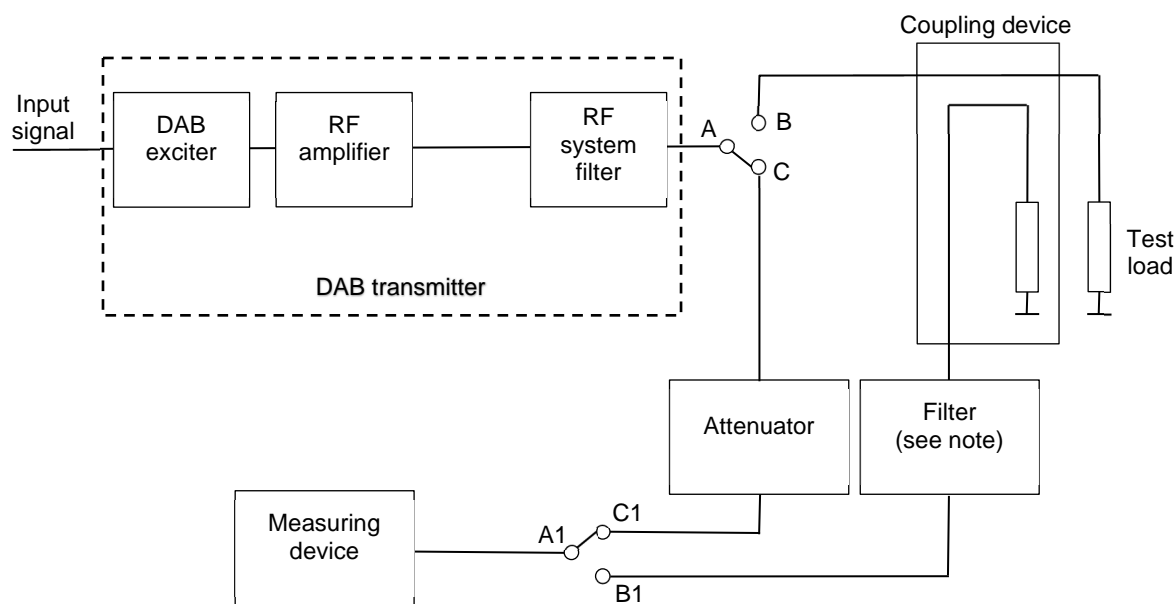 Coupling device
Input
signal
DAB
exciter
RF
amplifier
RF
system
filter
A
B
C
Test
load
DAB transmitter
Attenuator
Filter
(see note)
Measuring
device
A1
C1
B1